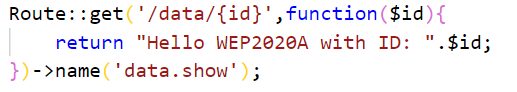 Route::get('/data/{id}',function($id){
    return "Hello WEP2020A with ID: ".$id;
})->name('data.show');